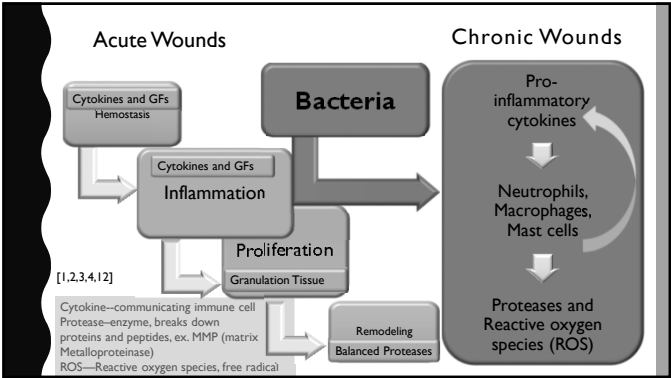 Acute Wounds
Chronic Wounds
Cytokines and GFs
Hemostasis
Cytokines and GFs
Inflammation
Bacteria
Proliferation
Granulation Tissue
Remodeling
Balanced Proteases
Pro-
inflammatory
cytokines
Neutrophils,
Macrophages,
Mast cells
Proteases and
Reactive oxygen
species (ROS)
[1,2,3,4,12]
Cytokine--communicating immune cell
Protease–enzyme, breaks down
proteins and peptides, ex. MMP (matrix
Metalloproteinase)
ROS—Reactive oxygen species, free radical